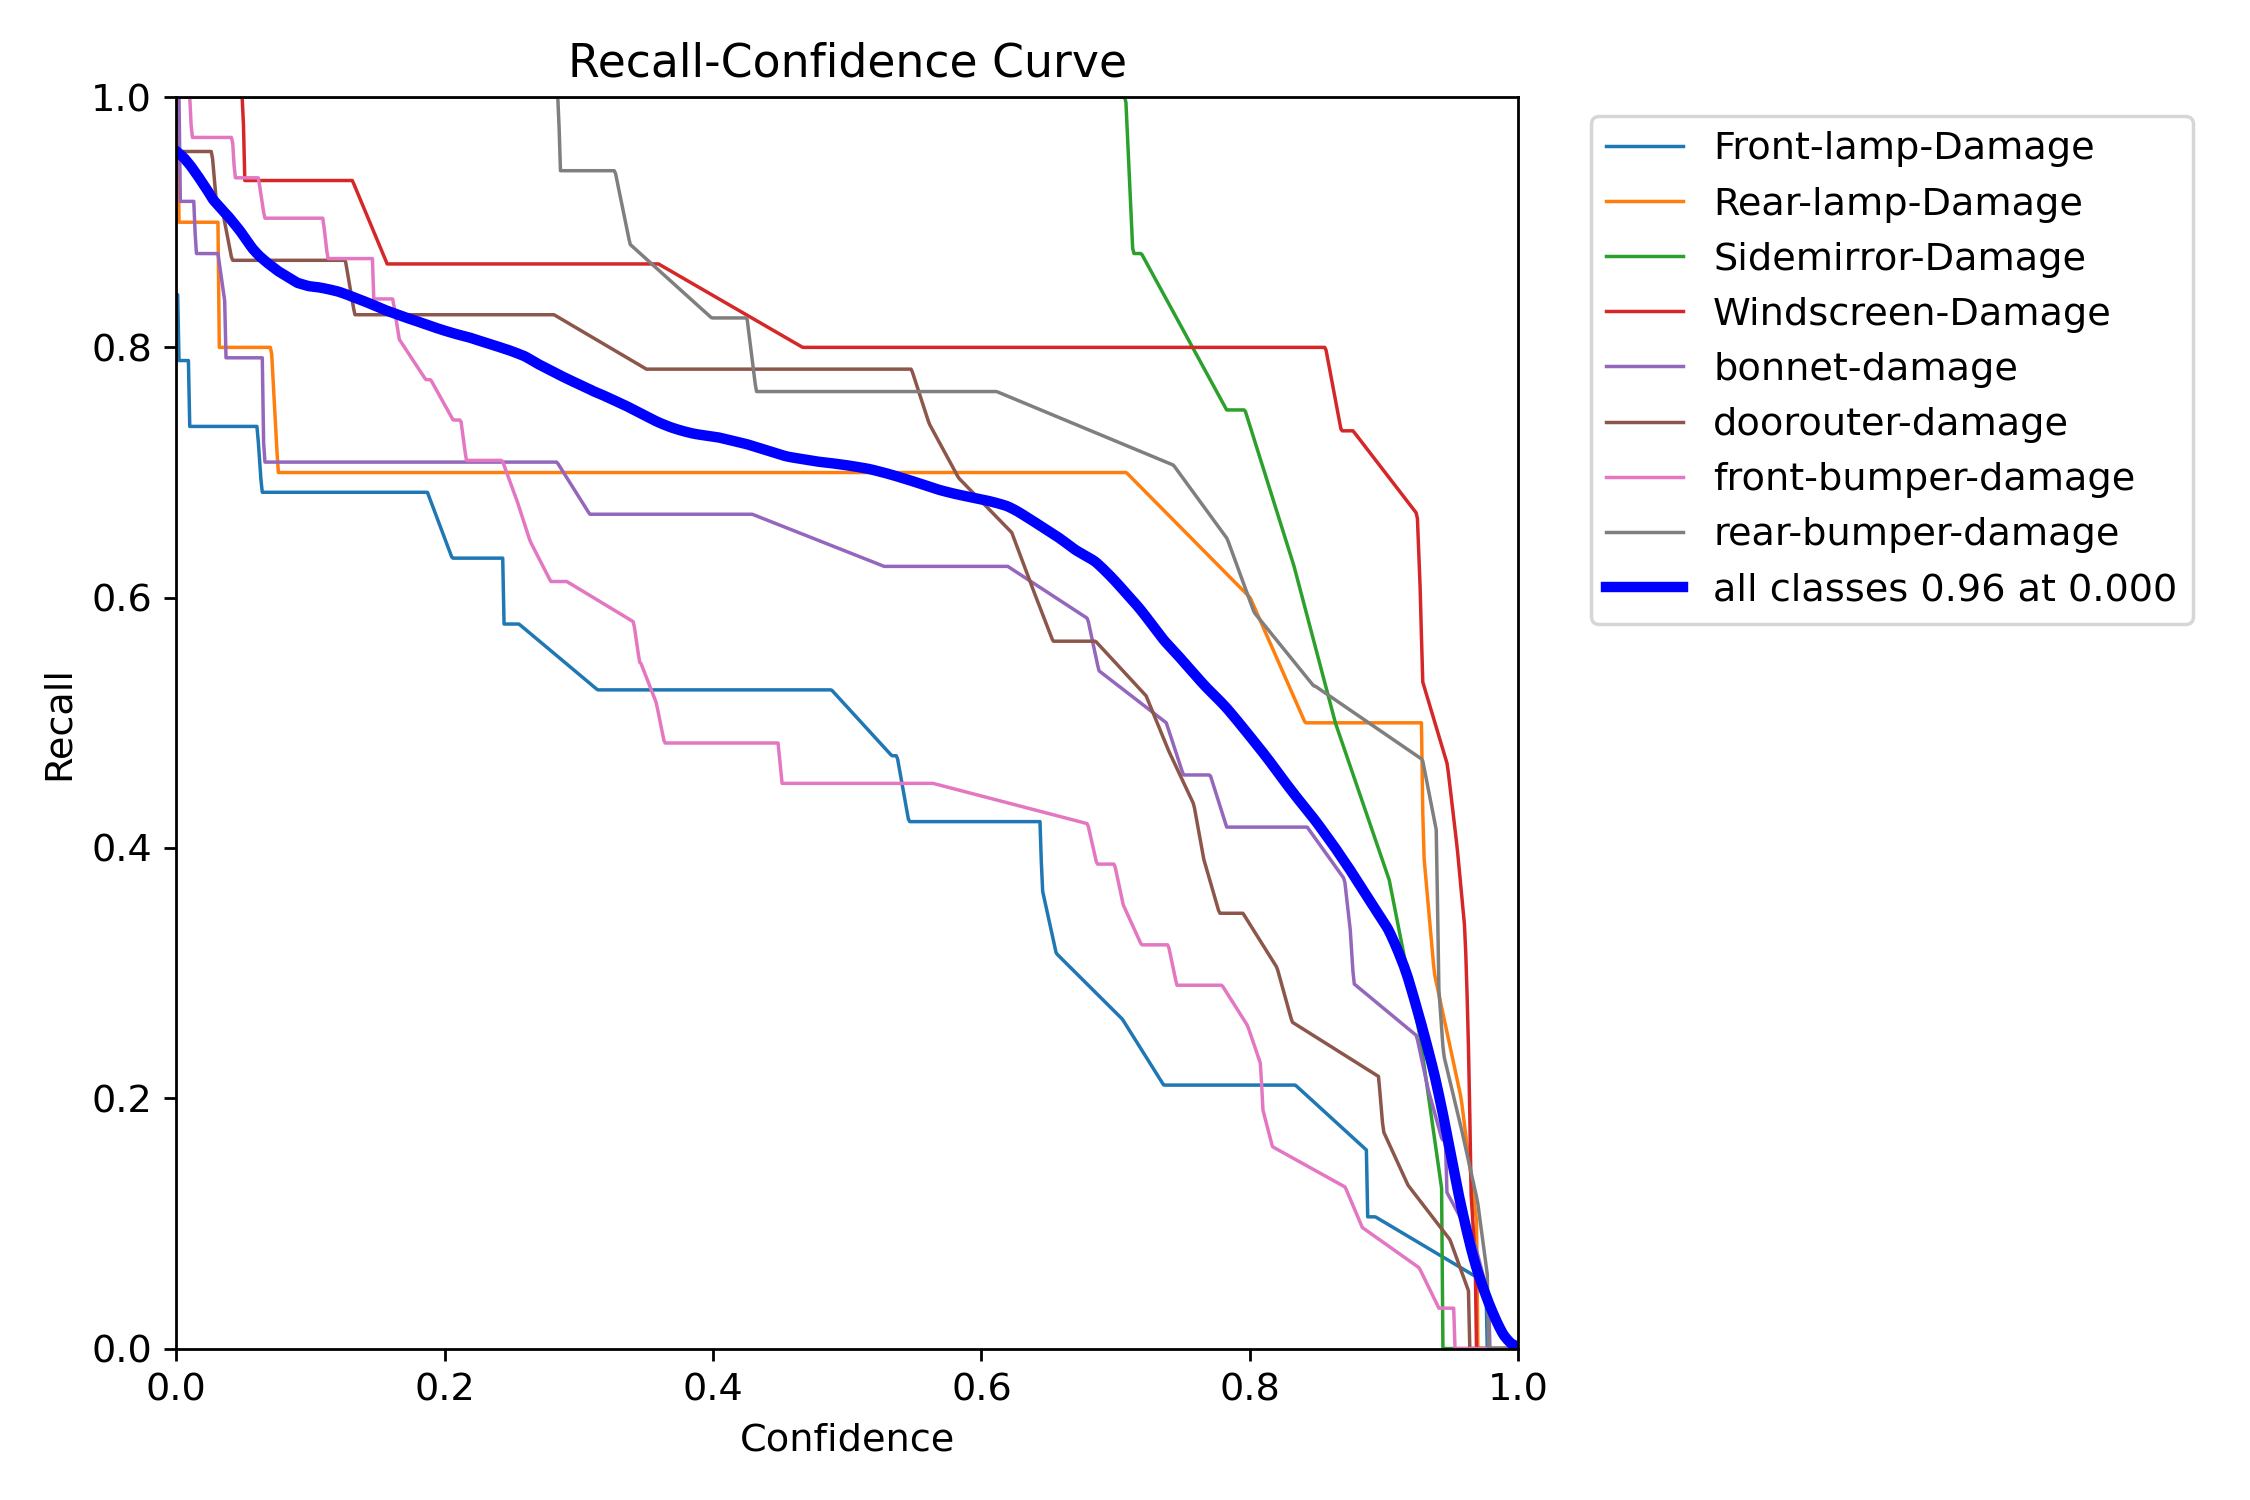 Recall-Confidence Curve
1.0
0.8
0.6
0.4
0.2
0.0
Recall
0.0 0.2 0.4 0.6 0.8 1.0
Confidence
Front-lamp-Damage
Rear-lamp-Damage
Sidemirror-Damage
Windscreen-Damage
bonnet-damage
doorouter-damage
front-bumper-damage
rear-bumper-damage
all classes 0.96 at 0.000